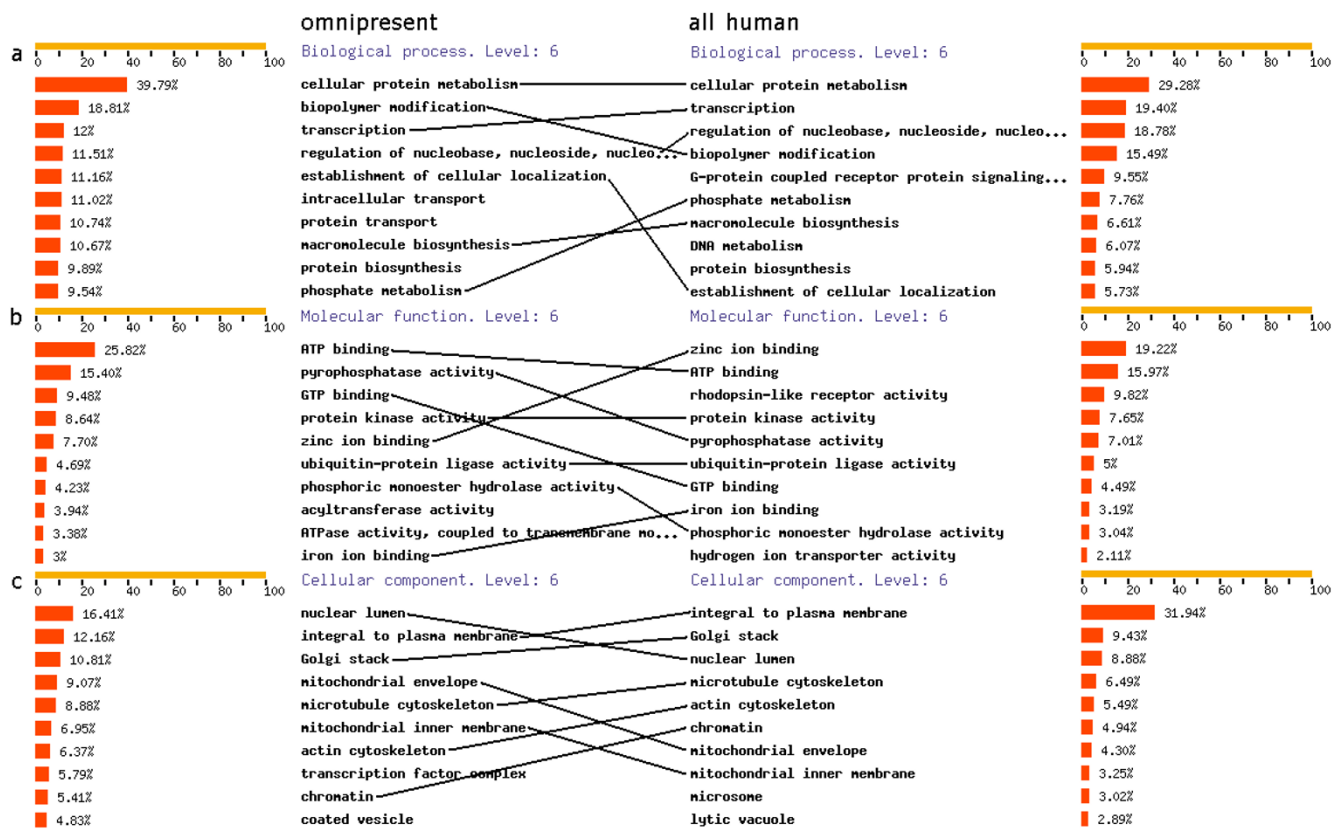 omnipresent all human
a Biological process. Level: 6 Biological process. Level: 6
0 20 40 60 80 100 0 20 40 60 80 100
39.79% cellular protein metabolism cellular protein metabolism 29.28%
18.81% biopolymer modification transcription 19.40%
12% transcription regulation of nucleobase, nucleoside, nucleo... 18.78%
11.51% regulation of nucleobase, nucleoside, nucleo... biopolymer modification 15.49%
11.16% establishment of cellular localization G-protein coupled receptor protein signaling... 9.55%
11.02% intracellular transport phosphate metabolism 7.76%
10.74% protein transport macromolecule biosynthesis 6.61%
10.67% macromolecule biosynthesis DNA metabolism 6.07%
9.89% protein biosynthesis protein biosynthesis 5.94%
9.54% phosphate metabolism establishment of cellular localization 5.73%
b Molecular function. Level: 6 Molecular function. Level: 6
0 20 40 60 80 100 0 20 40 60 80 100
25.82% ATP binding zinc ion binding 19.22%
15.40% pyrophosphatase activity ATP binding 15.97%
9.48% GTP binding rhodopsin-like receptor activity 9.82%
8.64% protein kinase activity protein kinase activity 7.65%
7.70% zinc ion binding pyrophosphatase activity 7.01%
4.69% ubiquitin-protein ligase activity ubiquitin-protein ligase activity 5%
4.23% phosphoric monoester hydrolase activity GTP binding 4.49%
3.94% acyltransferase activity iron ion binding 3.19%
3.38% ATPase activity, coupled to transmembrane mo... phosphoric monoester hydrolase activity 3.04%
3% iron ion binding hydrogen ion transporter activity 2.11%
c Cellular component. Level: 6 Cellular component. Level: 6
0 20 40 60 80 100 0 20 40 60 80 100
16.41% nuclear lumen integral to plasma membrane 31.94%
12.16% integral to plasma membrane Golgi stack 9.43%
10.81% Golgi stack nuclear lumen 8.88%
9.07% mitochondrial envelope microtubule cytoskeleton 6.49%
8.88% microtubule cytoskeleton actin cytoskeleton 5.49%
6.95% mitochondrial inner membrane chromatin 4.94%
6.37% actin cytoskeleton mitochondrial envelope 4.30%
5.79% transcription factor complex mitochondrial inner membrane 3.25%
5.41% chromatin microsome 3.02%
4.83% coated vesicle lytic vacuole 2.89%